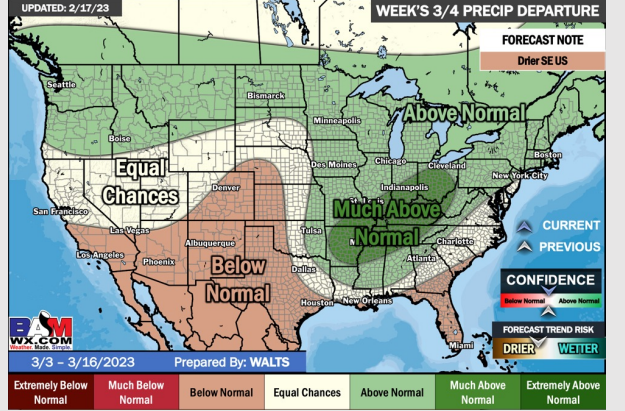 UPDATED: 2/17/23
WEEK'S 3/4 PRECIP DEPARTURE
FORECAST NOTE
Drier SE US
Seattle
Bismarck
Above Normal
Minneapolis
Boise
Boston
Equal
Chances
Des Moines
Chicago
Cleveland
New York City
Denver
Indianapolis
St. Louis
San Francisco
Much Above
Normal
Las Vegas
Tulsa
Charlotte
CURRENT
PREVIOUS
Albuquerque
Los Angeles
Phoenix
Atlanta
Below
Normal
Dallas
CONFIDENCE
Below Normal
Above Normal
Houston
New Orleans
BAM
WX.COM
Weather. Made. Simple.
FORECAST TREND RISK
DRIER
WETTER
Miami
3/3 – 3/16/2023
Prepared By: WALTS
Extremely Below
Normal
Much Below
Normal
Below Normal
Equal Chances
Above Normal
Much Above
Normal
Extremely Above
Normal